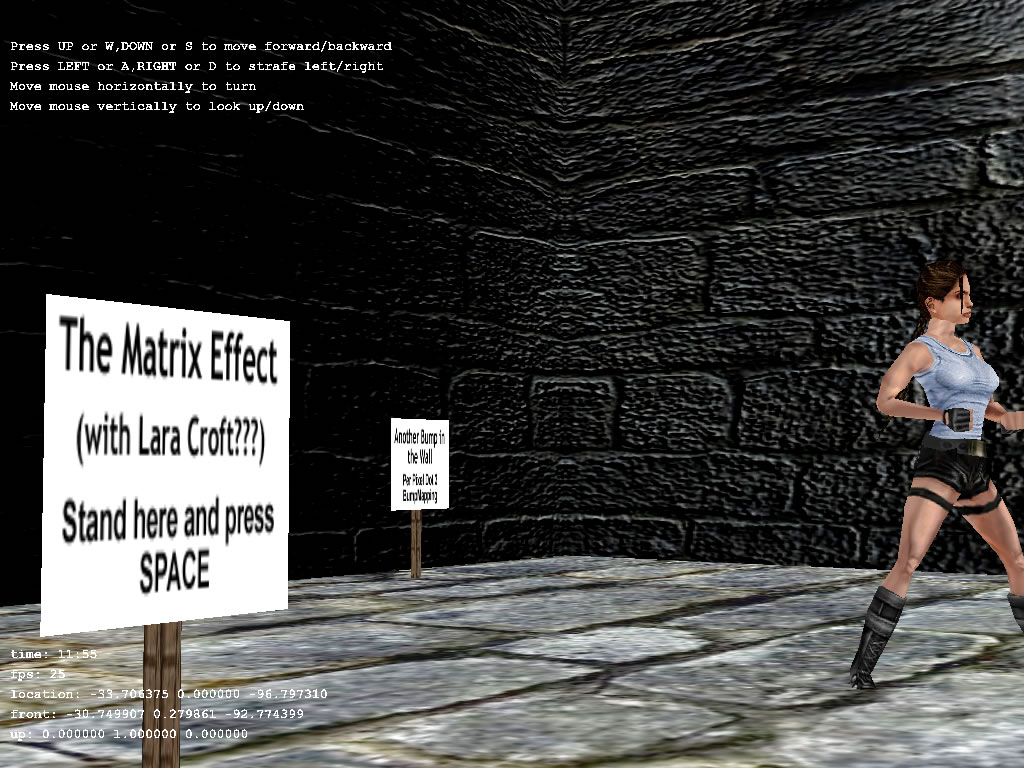 Press UP or W,DOWN or S to move forward/backward
Press LEFT or A,RIGHT or D to strafe left/right
Move mouse horizontally to turn
Move mouse vertically to look up/down
The Matrix Effect
(with Lara Croft???)
Stand here and press
SPACE
Another Bump in
the Wall
Per Pixel Dot 3
BumpMapping
time: 11:55
fps: 25
location: -33.706375 0.000000 -96.797310
front: -30.749907 0.279861 -92.774399
up: 0.000000 1.000000 0.000000